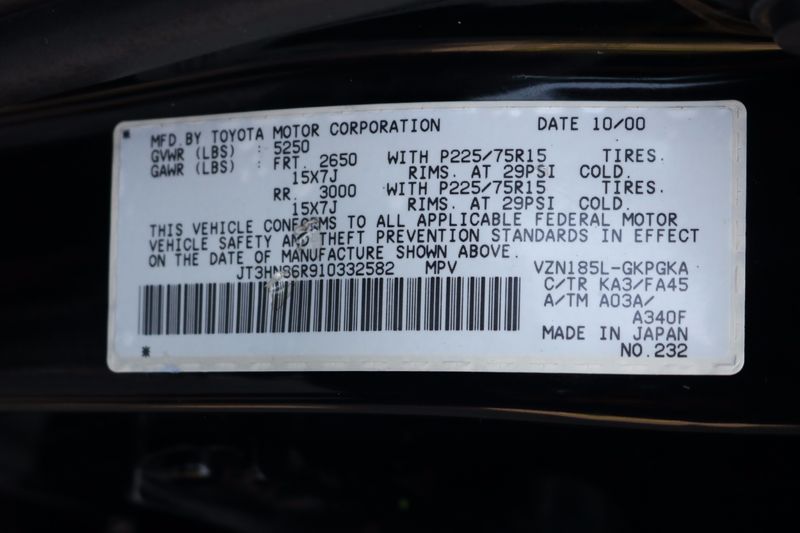 MFD.BY TOYOTA MOTOR CORPORATION DATE 10/00
GVWR (LBS) : 5250
GAWR (LBS) : FRT. 2650 WITH P225/75R15 TIRES.
15X7J RIMS. AT 29PSI COLD.
RR. 3000 WITH P225/75R15 TIRES.
15X7J RIMS. AT 29PSI COLD.
THIS VEHICLE CONFORMS TO ALL APPLICABLE FEDERAL MOTOR
VEHICLE SAFETY AND THEFT PREVENTION STANDARDS IN EFFECT
ON THE DATE OF MANUFACTURE SHOWN ABOVE.
JT3HN86R910332582 MPV VZN185L-GKPGKA
C/TR KA3/FA45
A/TM A03A/
A340F
MADE IN JAPAN
NO.232